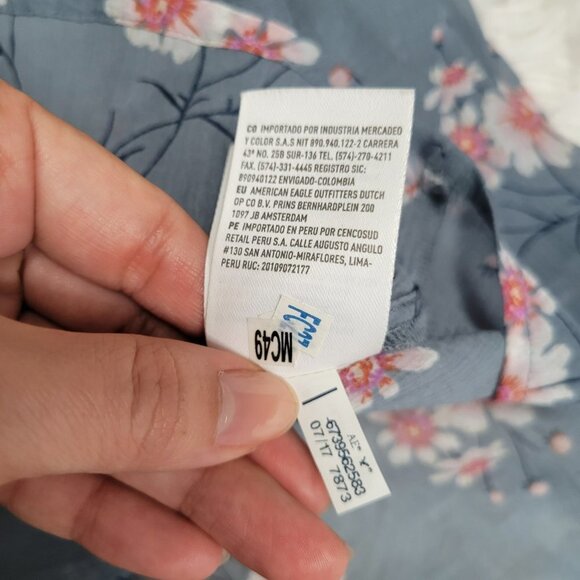 CO IMPORTADO POR INDUSTRIA MERCADEO
Y COLOR S.A.S NIT 890.940.122-2 CARRERA
43ª NO. 25B SUR-136 TEL. (574)-270-4211
FAX. (574)-331-4445 REGISTRO SIC:
890940122 ENVIGADO-COLOMBIA
EU AMERICAN EAGLE OUTFITTERS DUTCH
OP CO B.V. PRINS BERNHARDPLEIN 200
1097 JB AMSTERDAM
PE IMPORTADO EN PERU POR CENCOSUD
RETAIL PERU S.A. CALLE AUGUSTO ANGULO
#130 SAN ANTONIO-MIRAFLORES, LIMA-
PERU RUC: 20109072177
MC49
AE®
6739562583
07/17 7873